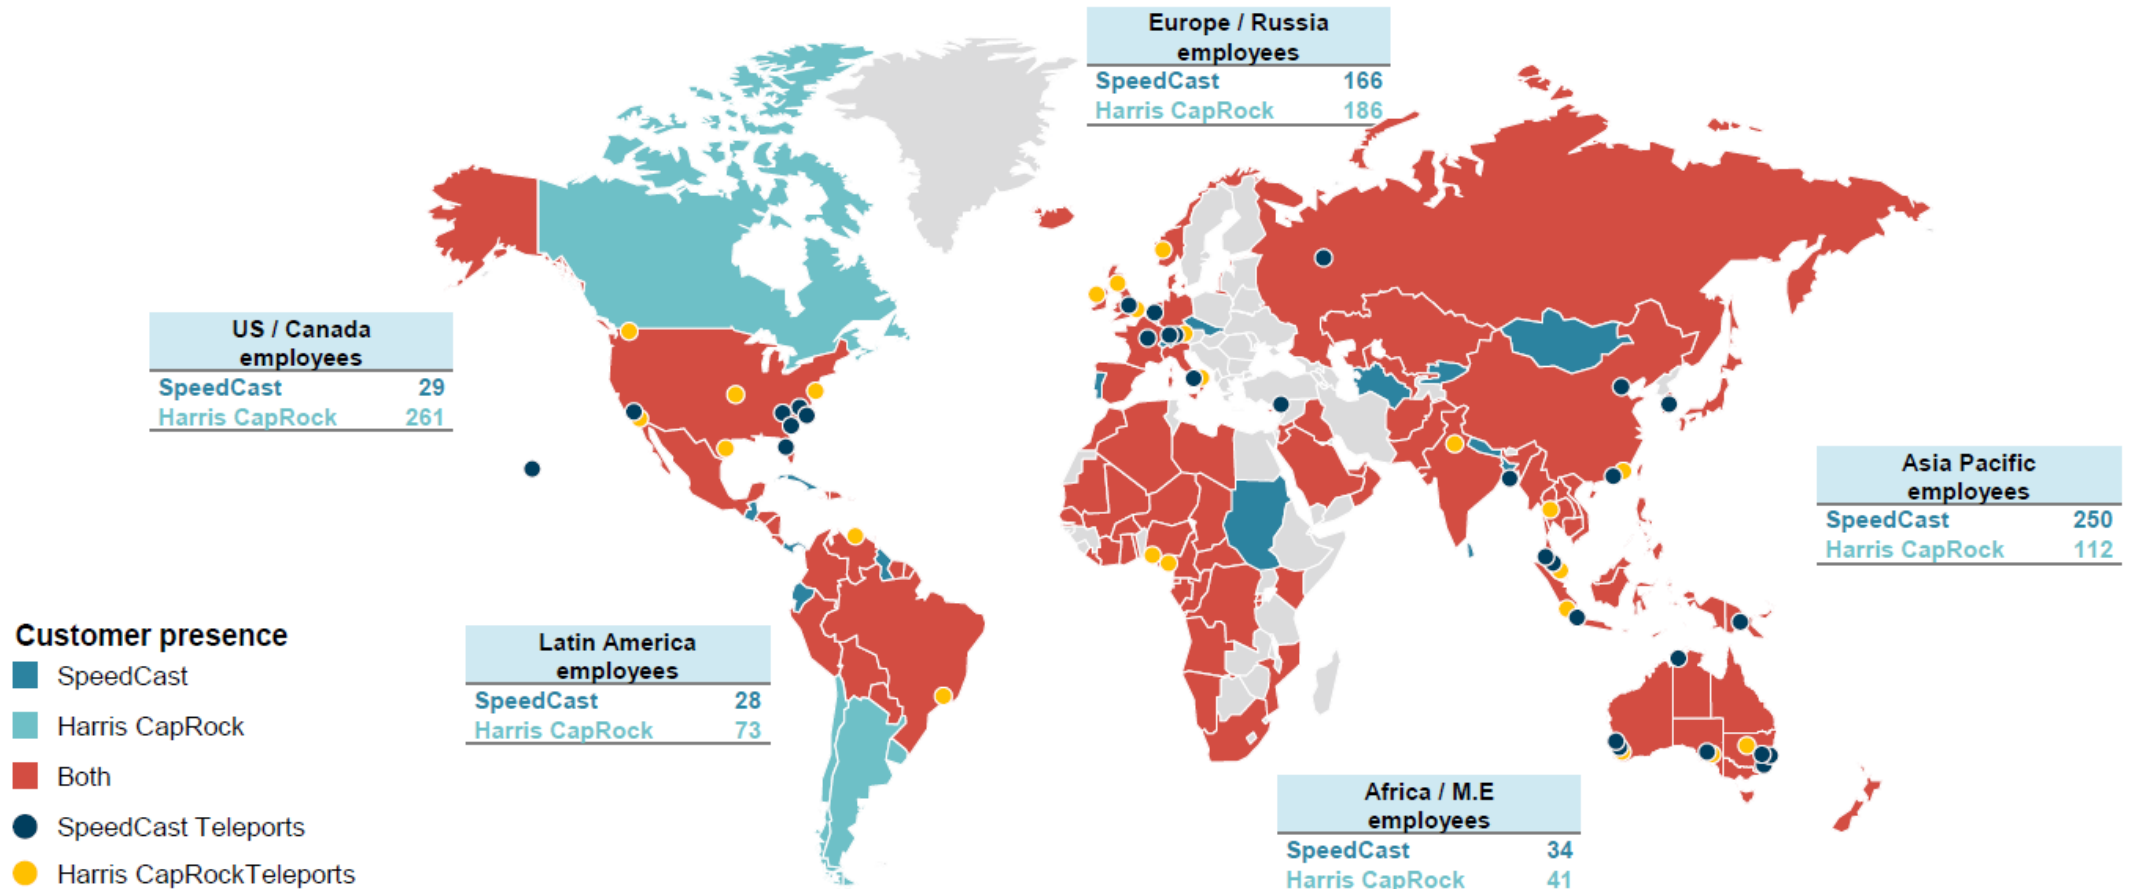 Europe / Russia
employees
SpeedCast 166
Harris CapRock 186
US / Canada
employees
SpeedCast 29
Harris CapRock 261
Asia Pacific
employees
SpeedCast 250
Harris CapRock 112
Latin America
employees
SpeedCast 28
Harris CapRock 73
Africa / M.E
employees
SpeedCast 34
Harris CapRock 41
Customer presence
SpeedCast
Harris CapRock
Both
SpeedCast Teleports
Harris CapRockTeleports